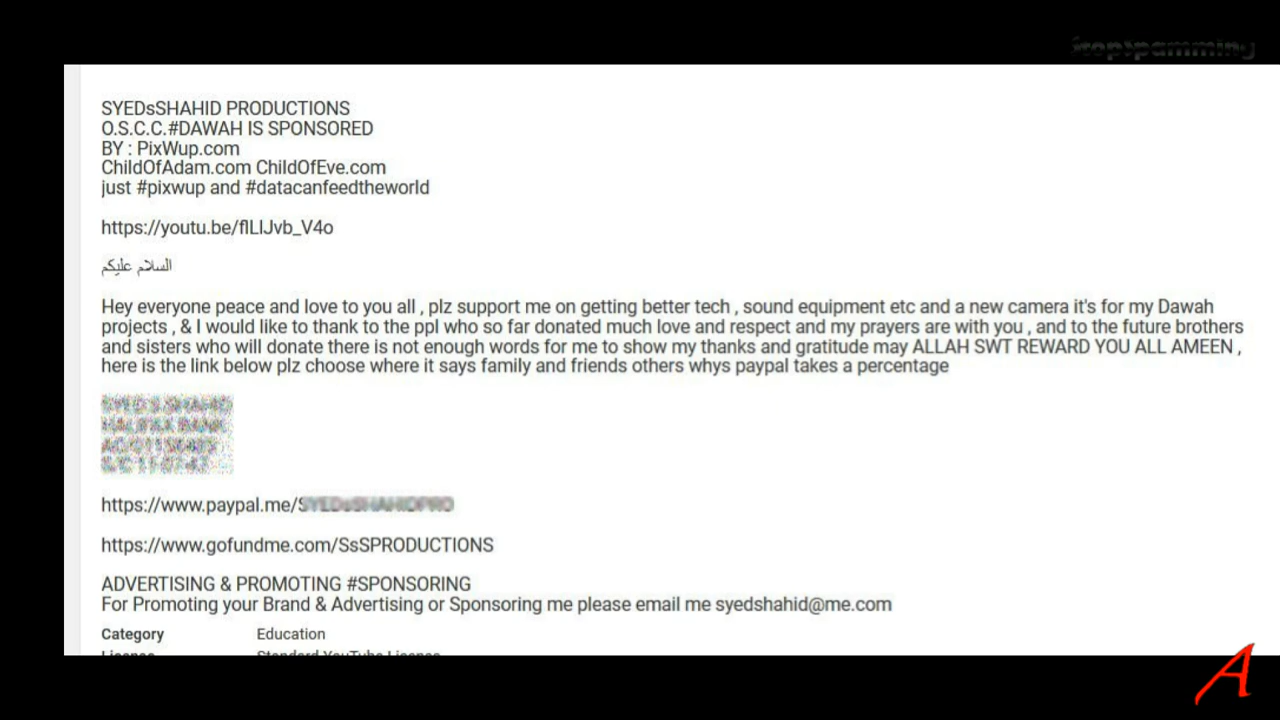 SYEDsSHAHID PRODUCTIONS
O.S.C.C.#DAWAH IS SPONSORED
BY : PixWup.com
ChildOfAdam.com ChildOfEve.com
just #pixwup and #datacanfeedtheworld
https://youtu.be/flLlJvb_V4o
السلام عليكم
Hey everyone peace and love to you all , plz support me on getting better tech , sound equipment etc and a new camera it's for my Dawah
projects , & I would like to thank to the ppl who so far donated much love and respect and my prayers are with you , and to the future brothers
and sisters who will donate there is not enough words for me to show my thanks and gratitude may ALLAH SWT REWARD YOU ALL AMEEN ,
here is the link below plz choose where it says family and friends others whys paypal takes a percentage
https://www.paypal.me/
https://www.gofundme.com/SsSPRODUCTIONS
ADVERTISING & PROMOTING #SPONSORING
For Promoting your Brand & Advertising or Sponsoring me please email me syedshahid@me.com
Category Education
License Standard YouTube License
A